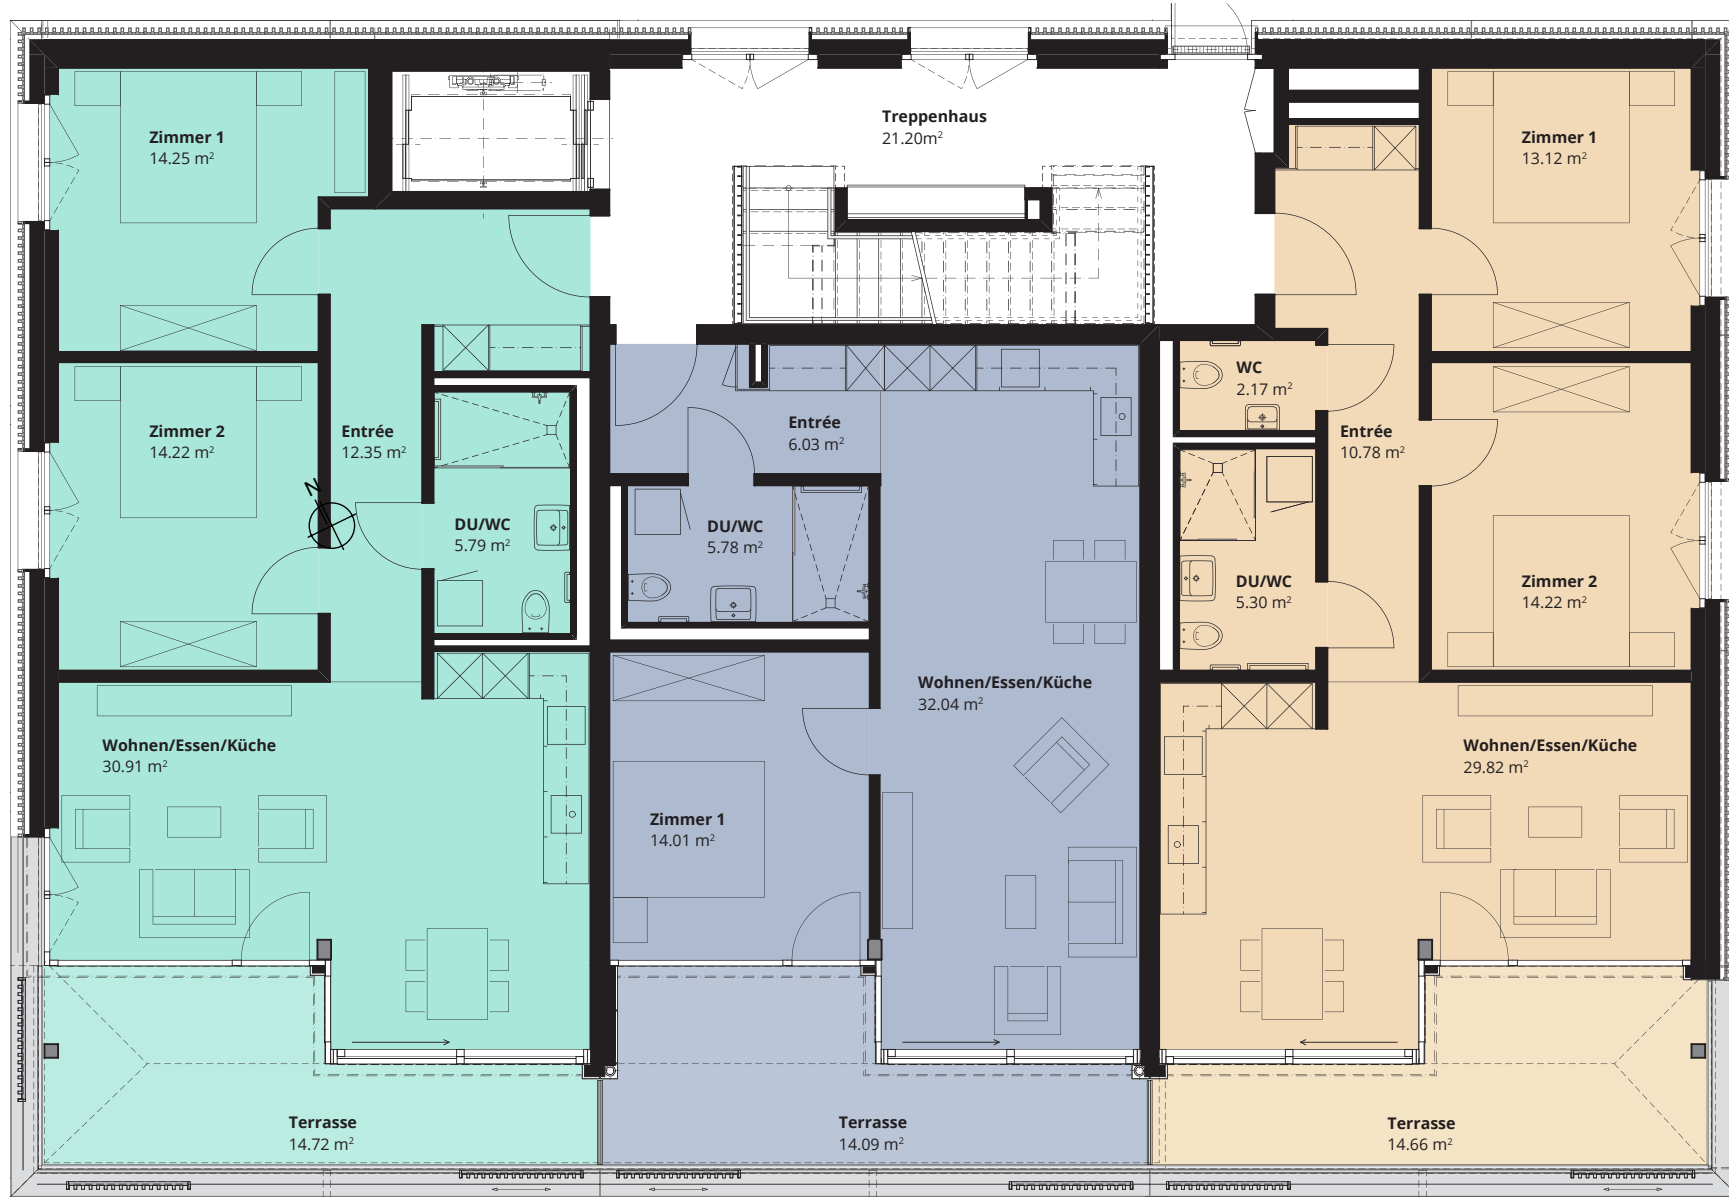 Treppenhaus
21.20m²
Zimmer 1
14.25 m²
Zimmer 1
13.12 m²
WC
2.17 m²
Zimmer 2
14.22 m²
Entrée
12.35 m²
Entrée
6.03 m²
Entrée
10.78 m²
N
DU/WC
5.79 m²
DU/WC
5.78 m²
DU/WC
5.30 m²
Zimmer 2
14.22 m²
Wohnen/Essen/Küche
32.04 m²
Wohnen/Essen/Küche
30.91 m²
Wohnen/Essen/Küche
29.82 m²
Zimmer 1
14.01 m²
Terrasse
14.72 m²
Terrasse
14.09 m²
Terrasse
14.66 m²